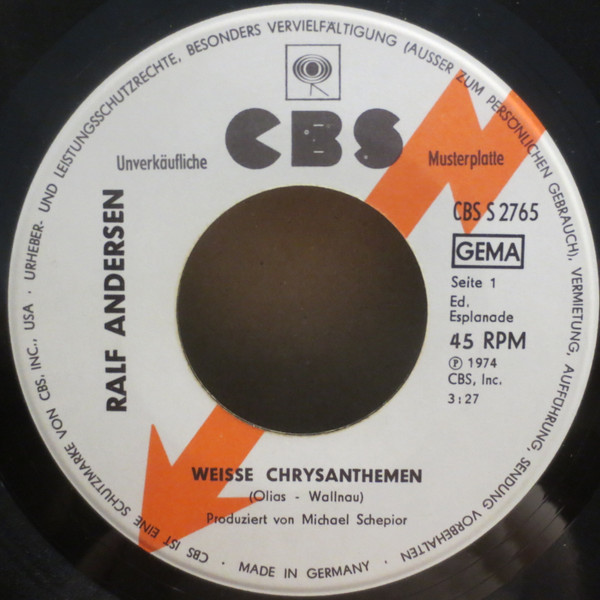 CBS
Unverkäufliche Musterplatte
RALF ANDERSEN
CBS S 2765
GEMA
Seite 1
Ed.
Esplanade
45 RPM
Ⓟ 1974
CBS, Inc.
3:27
WEISSE CHRYSANTHEMEN
(Olias - Wallnau)
Produziert von Michael Schepior
CBS IST EINE SCHUTZMARKE VON CBS, INC., USA · URHEBER- UND LEISTUNGSSCHUTZRECHTE, BESONDERS VERVIELFÄLTIGUNG (AUSSER ZUM PERSÖNLICHEN GEBRAUCH), VERMIETUNG, AUFFÜHRUNG, SENDUNG VORBEHALTEN · MADE IN GERMANY ·